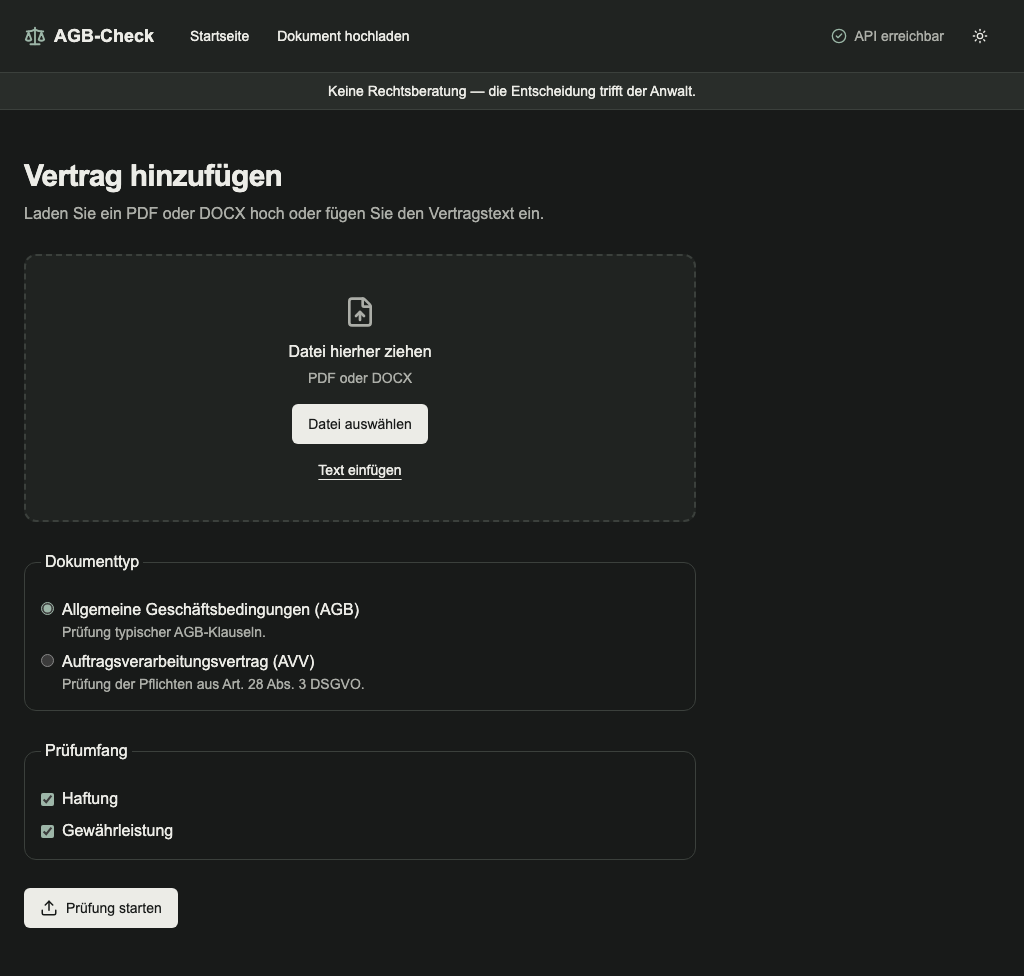 AGB-Check
Startseite
Dokument hochladen
API erreichbar
Keine Rechtsberatung — die Entscheidung trifft der Anwalt.
Vertrag hinzufügen
Laden Sie ein PDF oder DOCX hoch oder fügen Sie den Vertragstext ein.
Datei hierher ziehen
PDF oder DOCX
Datei auswählen
Text einfügen
Dokumenttyp
Allgemeine Geschäftsbedingungen (AGB)
Prüfung typischer AGB-Klauseln.
Auftragsverarbeitungsvertrag (AVV)
Prüfung der Pflichten aus Art. 28 Abs. 3 DSGVO.
Prüfumfang
Haftung
Gewährleistung
Prüfung starten